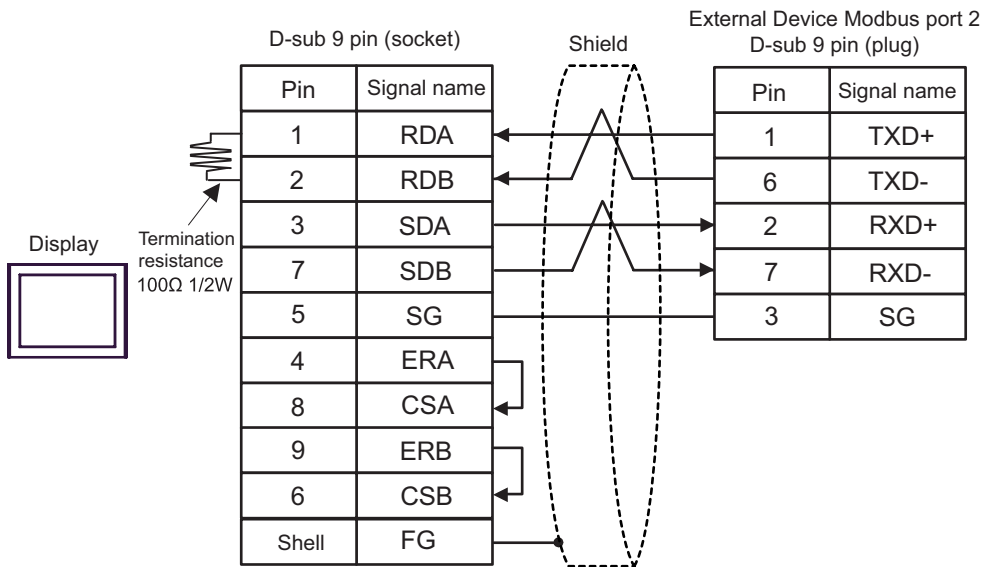 External Device Modbus port 2
D-sub 9 pin (socket)
Shield
D-sub 9 pin (plug)
Pin Signal name
Pin Signal name
1 RDA
1 TXD+
2 RDB
6 TXD-
3 SDA
2 RXD+
Display
Termination
resistance
100Ω 1/2W
7 SDB
7 RXD-
5 SG
3 SG
4 ERA
8 CSA
9 ERB
6 CSB
Shell FG